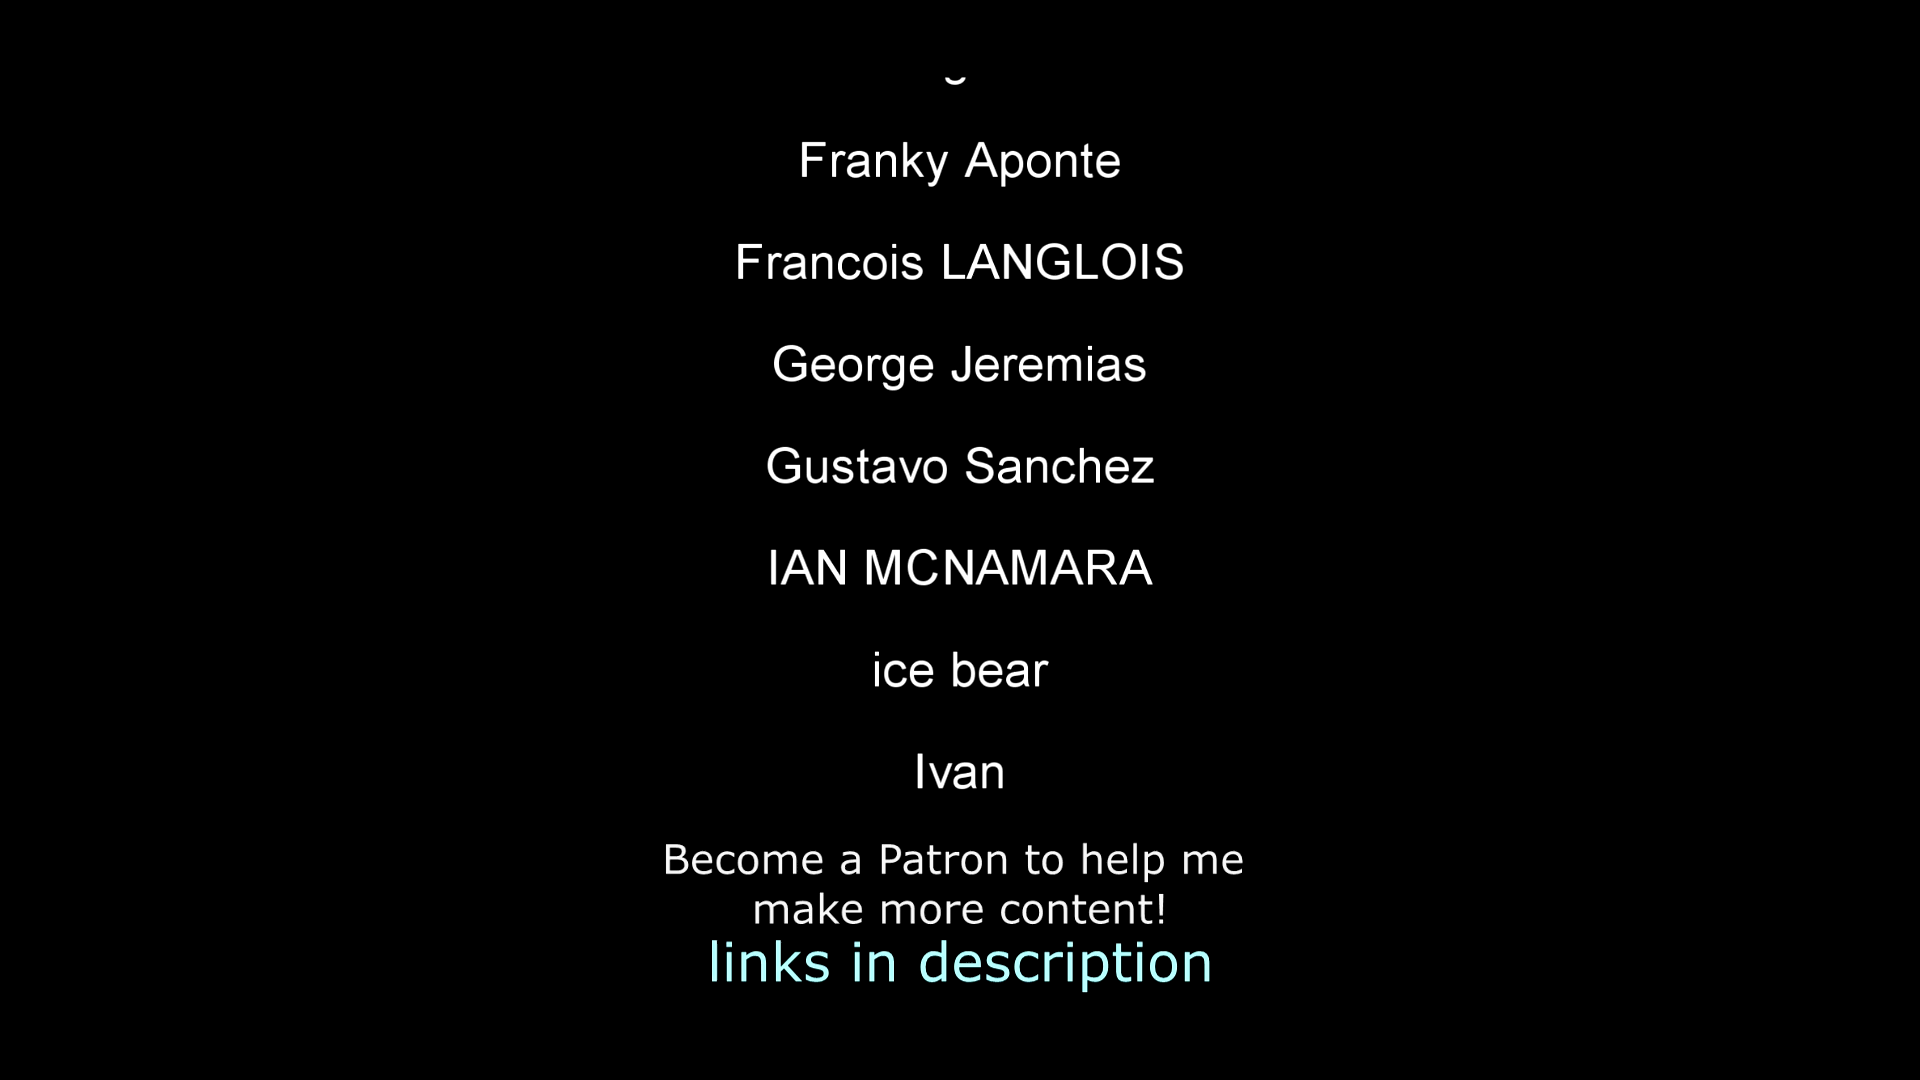 Franky Aponte
Francois LANGLOIS
George Jeremias
Gustavo Sanchez
IAN MCNAMARA
ice bear
Ivan
Become a Patron to help me
make more content!
links in description